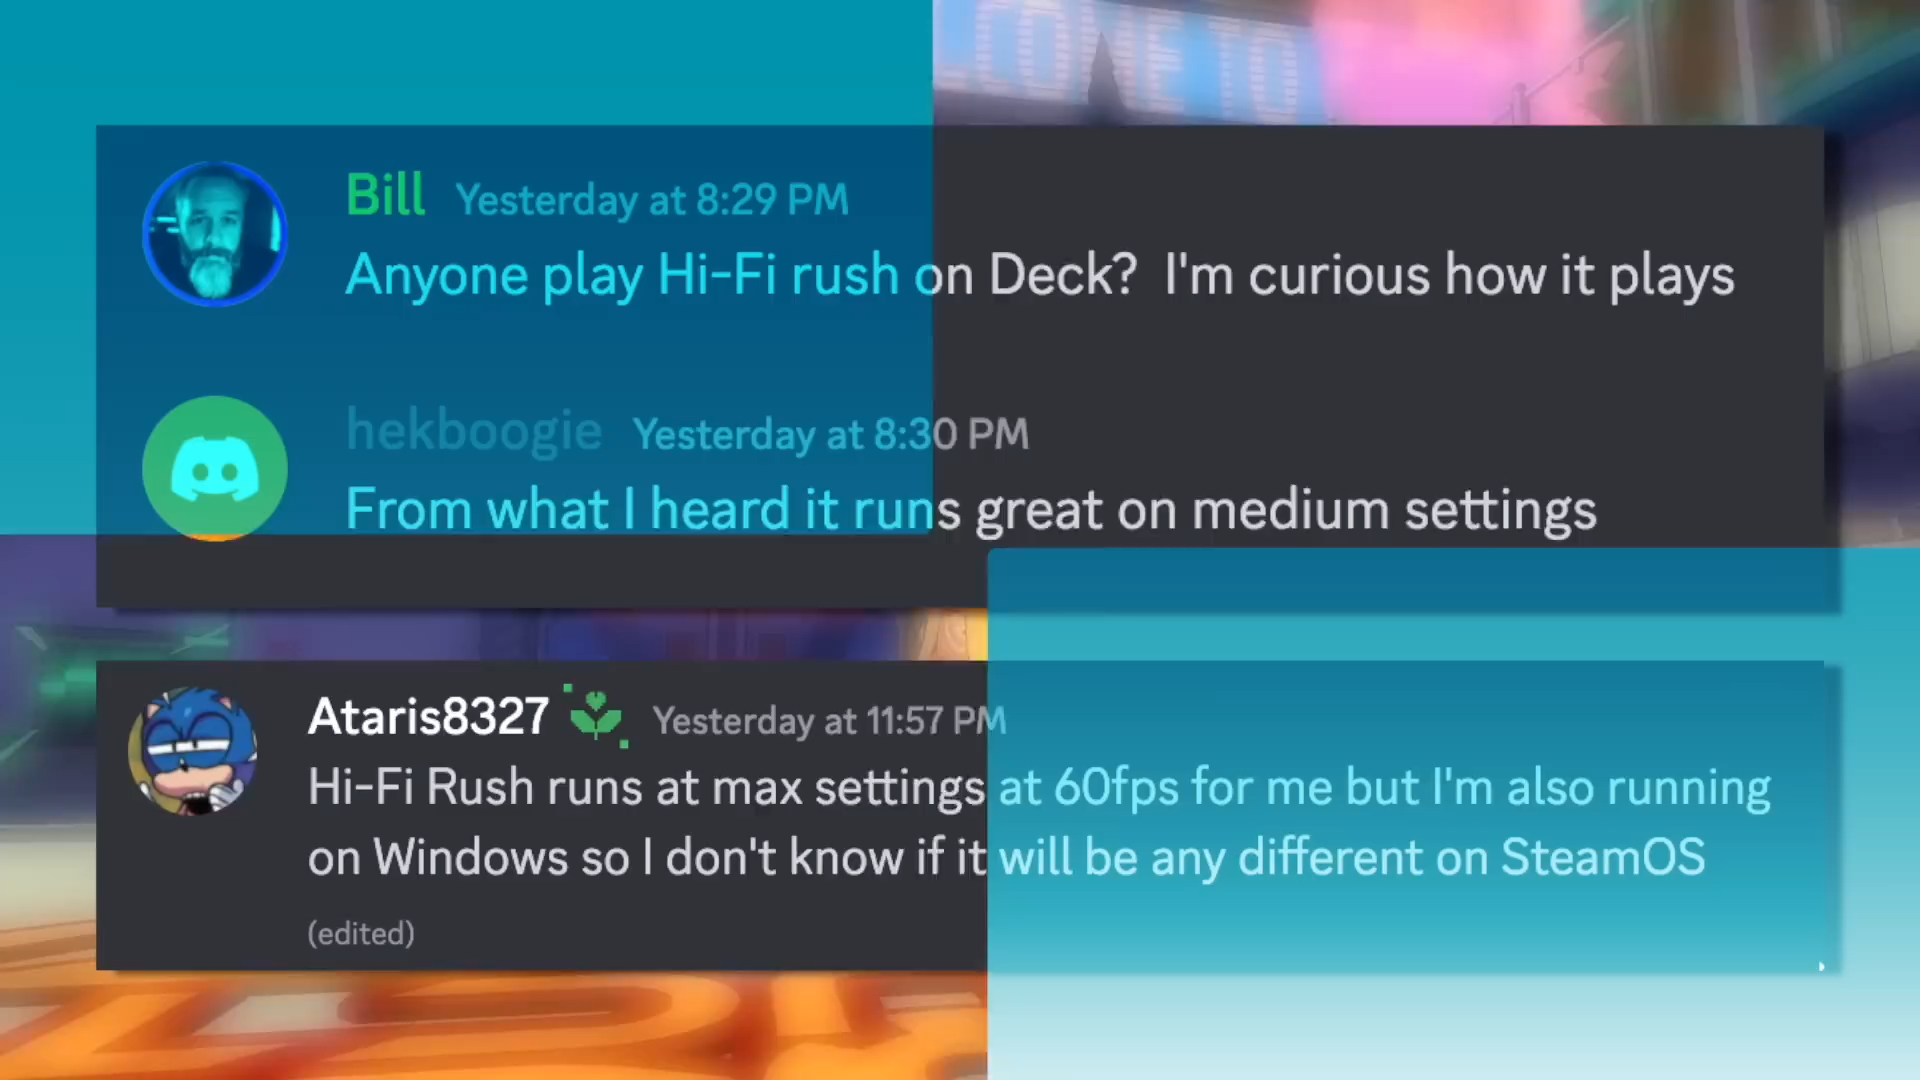 LCOME TO
Bill Yesterday at 8:29 PM
Anyone play Hi-Fi rush on Deck? I'm curious how it plays
hekboogie Yesterday at 8:30 PM
From what I heard it runs great on medium settings
Ataris8327 Yesterday at 11:57 PM
Hi-Fi Rush runs at max settings at 60fps for me but I'm also running
on Windows so I don't know if it will be any different on SteamOS
(edited)